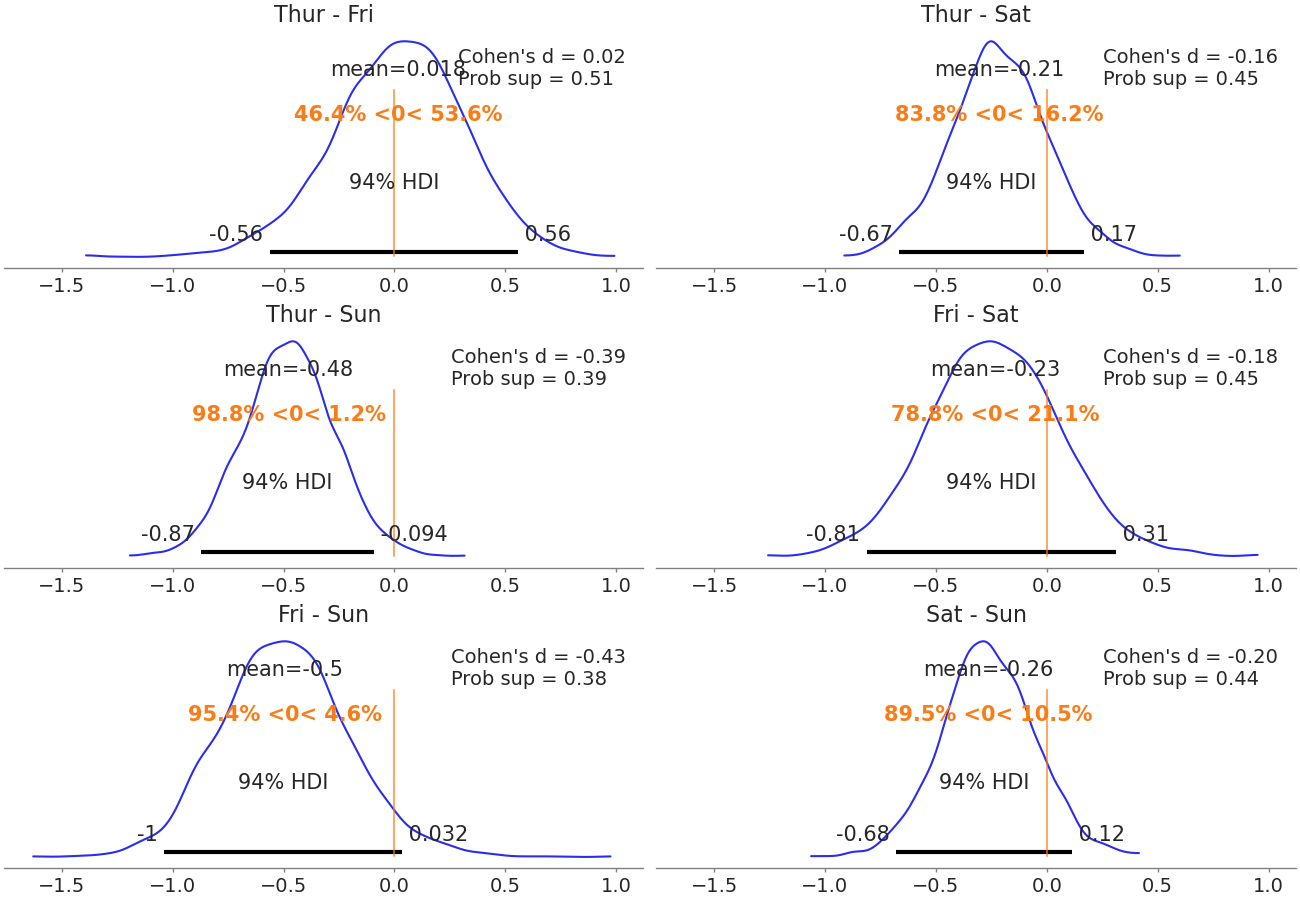 Thur - Fri
Cohen's d = 0.02
mean=0.018
Prob sup = 0.51
46.4% <0< 53.6%
94% HDI
-0.56 0.56
−1.5 −1.0 −0.5 0.0 0.5 1.0
Thur - Sat
Cohen's d = -0.16
mean=-0.21
Prob sup = 0.45
83.8% <0< 16.2%
94% HDI
-0.67 0.17
−1.5 −1.0 −0.5 0.0 0.5 1.0
Thur - Sun
Cohen's d = -0.39
mean=-0.48
Prob sup = 0.39
98.8% <0< 1.2%
94% HDI
-0.87 -0.094
−1.5 −1.0 −0.5 0.0 0.5 1.0
Fri - Sat
Cohen's d = -0.18
mean=-0.23
Prob sup = 0.45
78.8% <0< 21.1%
94% HDI
-0.81 0.31
−1.5 −1.0 −0.5 0.0 0.5 1.0
Fri - Sun
Cohen's d = -0.43
mean=-0.5
Prob sup = 0.38
95.4% <0< 4.6%
94% HDI
-1 0.032
−1.5 −1.0 −0.5 0.0 0.5 1.0
Sat - Sun
Cohen's d = -0.20
mean=-0.26
Prob sup = 0.44
89.5% <0< 10.5%
94% HDI
-0.68 0.12
−1.5 −1.0 −0.5 0.0 0.5 1.0